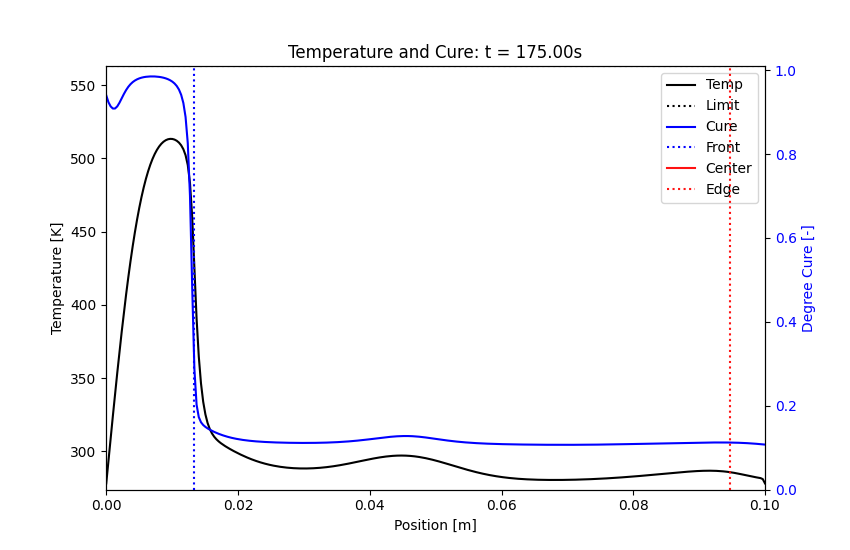 Temperature and Cure: t = 175.00s
Temperature [K]
550
500
450
400
350
300
Temp
Limit
Cure
Front
Center
Edge
1.0
0.8
0.6
0.4
0.2
0.0
Degree Cure [-]
0.00
0.02
0.04
0.06
0.08
0.10
Position [m]